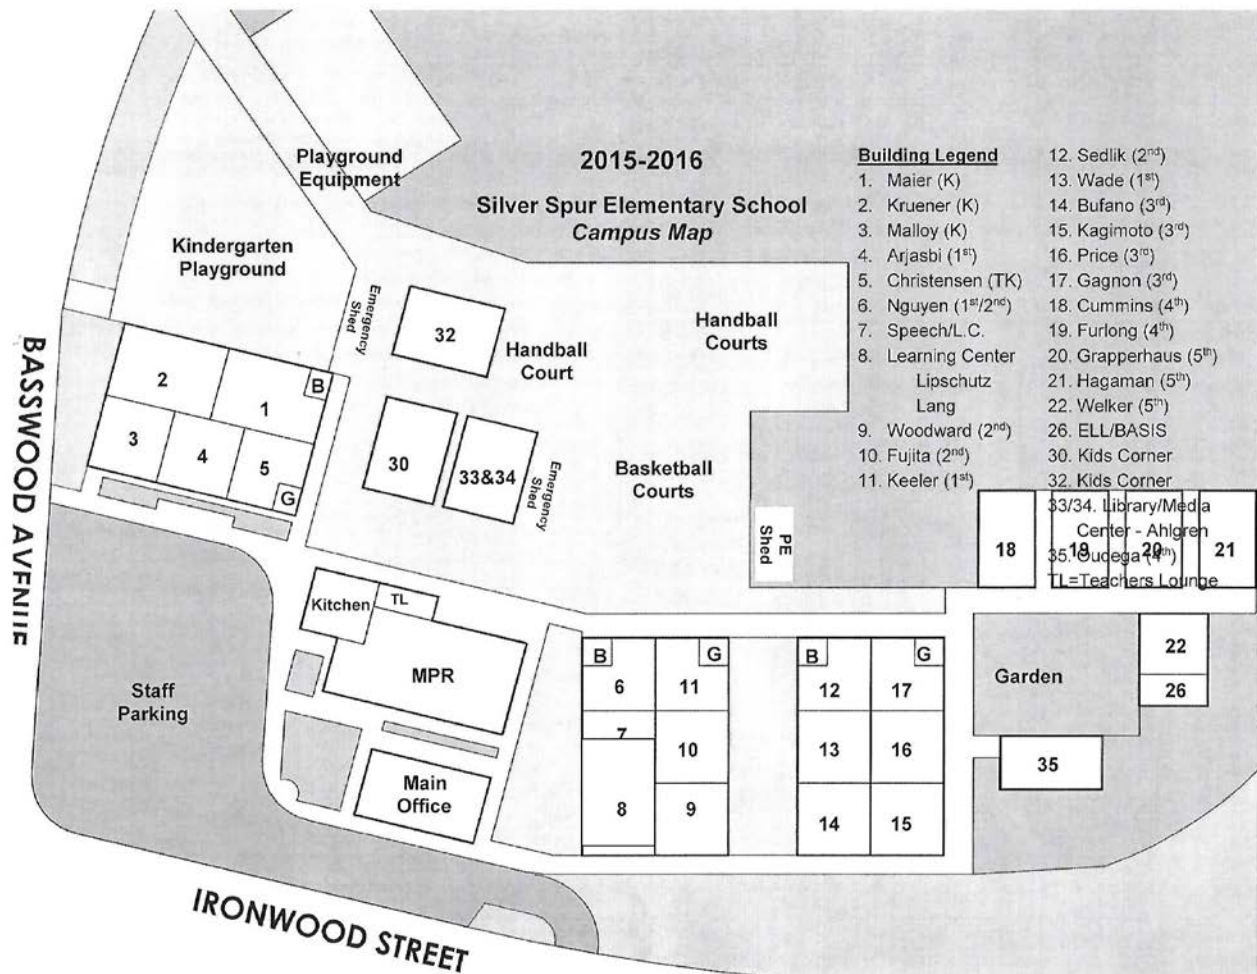 2015-2016
Silver Spur Elementary School
Campus Map
Building Legend
1. Maier (K)
2. Kruener (K)
3. Malloy (K)
4. Arjasbi (1st)
5. Christensen (TK)
6. Nguyen (1st/2nd)
7. Speech/L.C.
8. Learning Center
Lipschutz
Lang
9. Woodward (2nd)
10. Fujita (2nd)
11. Keeler (1st)
12. Sedlik (2nd)
13. Wade (1st)
14. Bufano (3rd)
15. Kagimoto (3rd)
16. Price (3rd)
17. Gagnon (3rd)
18. Cummins (4th)
19. Furlong (4th)
20. Grapperhaus (5th)
21. Hagaman (5th)
22. Welker (5th)
26. ELL/BASIS
30. Kids Corner
32. Kids Corner
33/34. Library/Media
Center - Ahlgren
35. (4th)
TL=Teachers Lounge
Playground
Equipment
Kindergarten
Playground
Emergency
Shed
32
Handball
Court
Handball
Courts
2
1
B
3
4
5
G
30
33&34
Emergency
Shed
Basketball
Courts
PE
Shed
18
19
20
21
BASSWOOD AVENUE
Kitchen
TL
MPR
Staff
Parking
Main
Office
B
6
G
11
7
10
8
9
B
12
G
17
13
16
14
15
Garden
22
26
35
IRONWOOD STREET